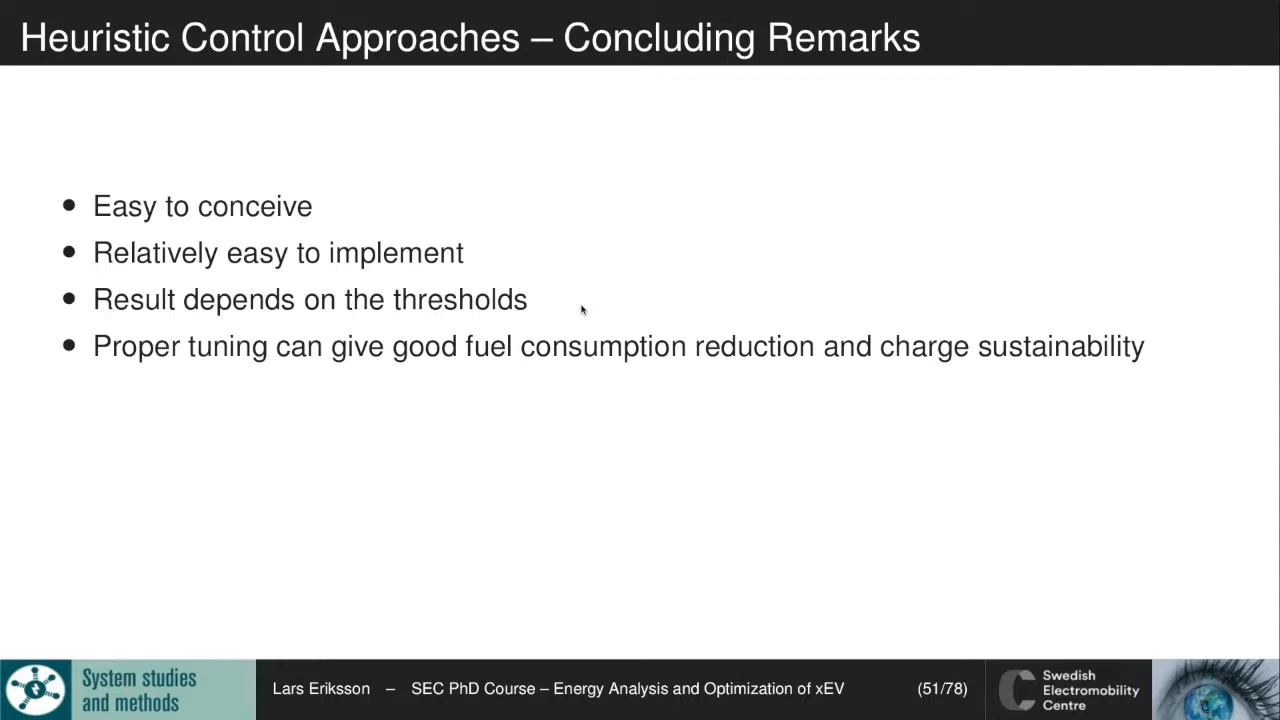 Heuristic Control Approaches – Concluding Remarks
• Easy to conceive
• Relatively easy to implement
• Result depends on the thresholds
• Proper tuning can give good fuel consumption reduction and charge sustainability
System studies
and methods
Lars Eriksson – SEC PhD Course – Energy Analysis and Optimization of xEV (51/78)
Swedish
Electromobility
Centre